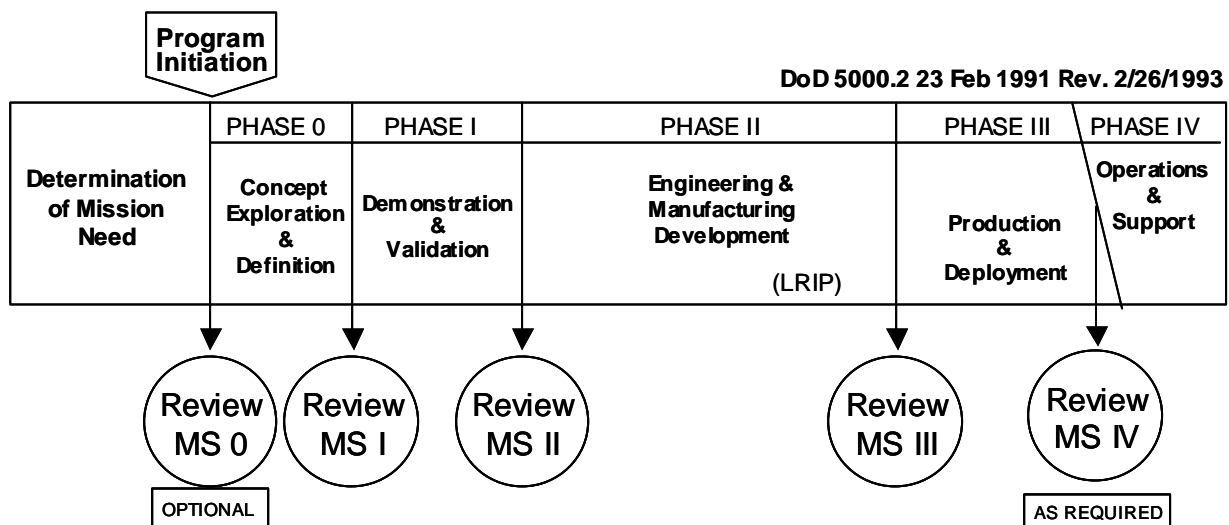 Program
Initiation
DoD 5000.2 23 Feb 1991 Rev. 2/26/1993
PHASE 0
PHASE I
PHASE II
PHASE III
PHASE IV
Determination
of Mission
Need
Concept
Exploration
&
Definition
Demonstration
&
Validation
Engineering &
Manufacturing
Development
(LRIP)
Production
&
Deployment
Operations
&
Support
Review
MS 0
Review
MS I
Review
MS II
Review
MS III
Review
MS IV
OPTIONAL
AS REQUIRED